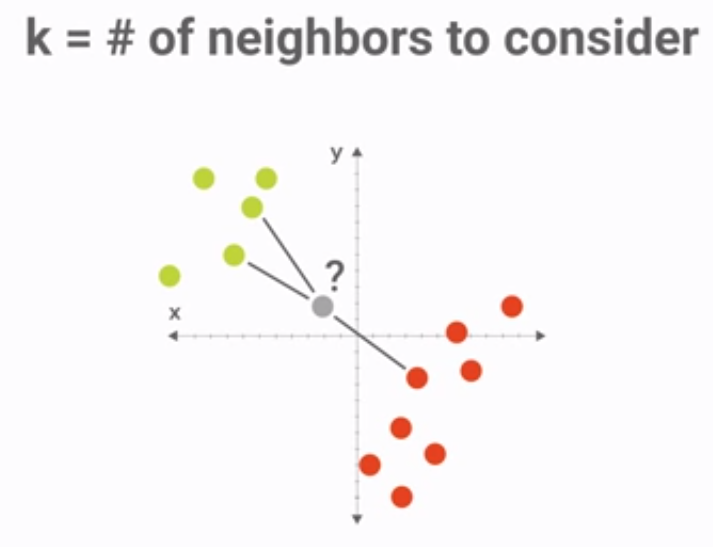 k = # of neighbors to consider
y
?
x